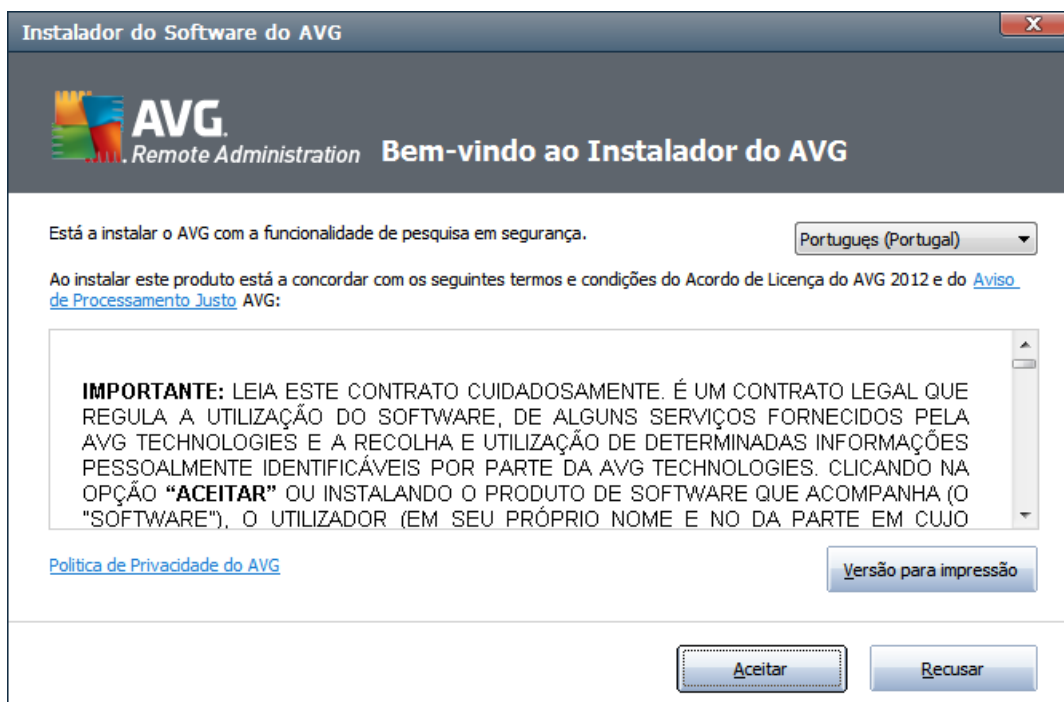 Instalador do Software do AVG
X
AVG.
Remote Administration
Bem-vindo ao Instalador do AVG
Está a instalar o AVG com a funcionalidade de pesquisa em segurança.
Portuguęs (Portugal)
Ao instalar este produto está a concordar com os seguintes termos e condições do Acordo de Licença do AVG 2012 e do Aviso
de Processamento Justo AVG:
IMPORTANTE: LEIA ESTE CONTRATO CUIDADOSAMENTE. É UM CONTRATO LEGAL QUE
REGULA A UTILIZAÇÃO DO SOFTWARE, DE ALGUNS SERVIÇOS FORNECIDOS PELA
AVG TECHNOLOGIES E A RECOLHA E UTILIZAÇÃO DE DETERMINADAS INFORMAÇÕES
PESSOALMENTE IDENTIFICÁVEIS POR PARTE DA AVG TECHNOLOGIES. CLICANDO NA
OPÇÃO “ACEITAR” OU INSTALANDO O PRODUTO DE SOFTWARE QUE ACOMPANHA (O
"SOFTWARE"), O UTILIZADOR (EM SEU PRÓPRIO NOME E NO DA PARTE EM CUJO
Politica de Privacidade do AVG
Versão para impressão
Aceitar
Recusar